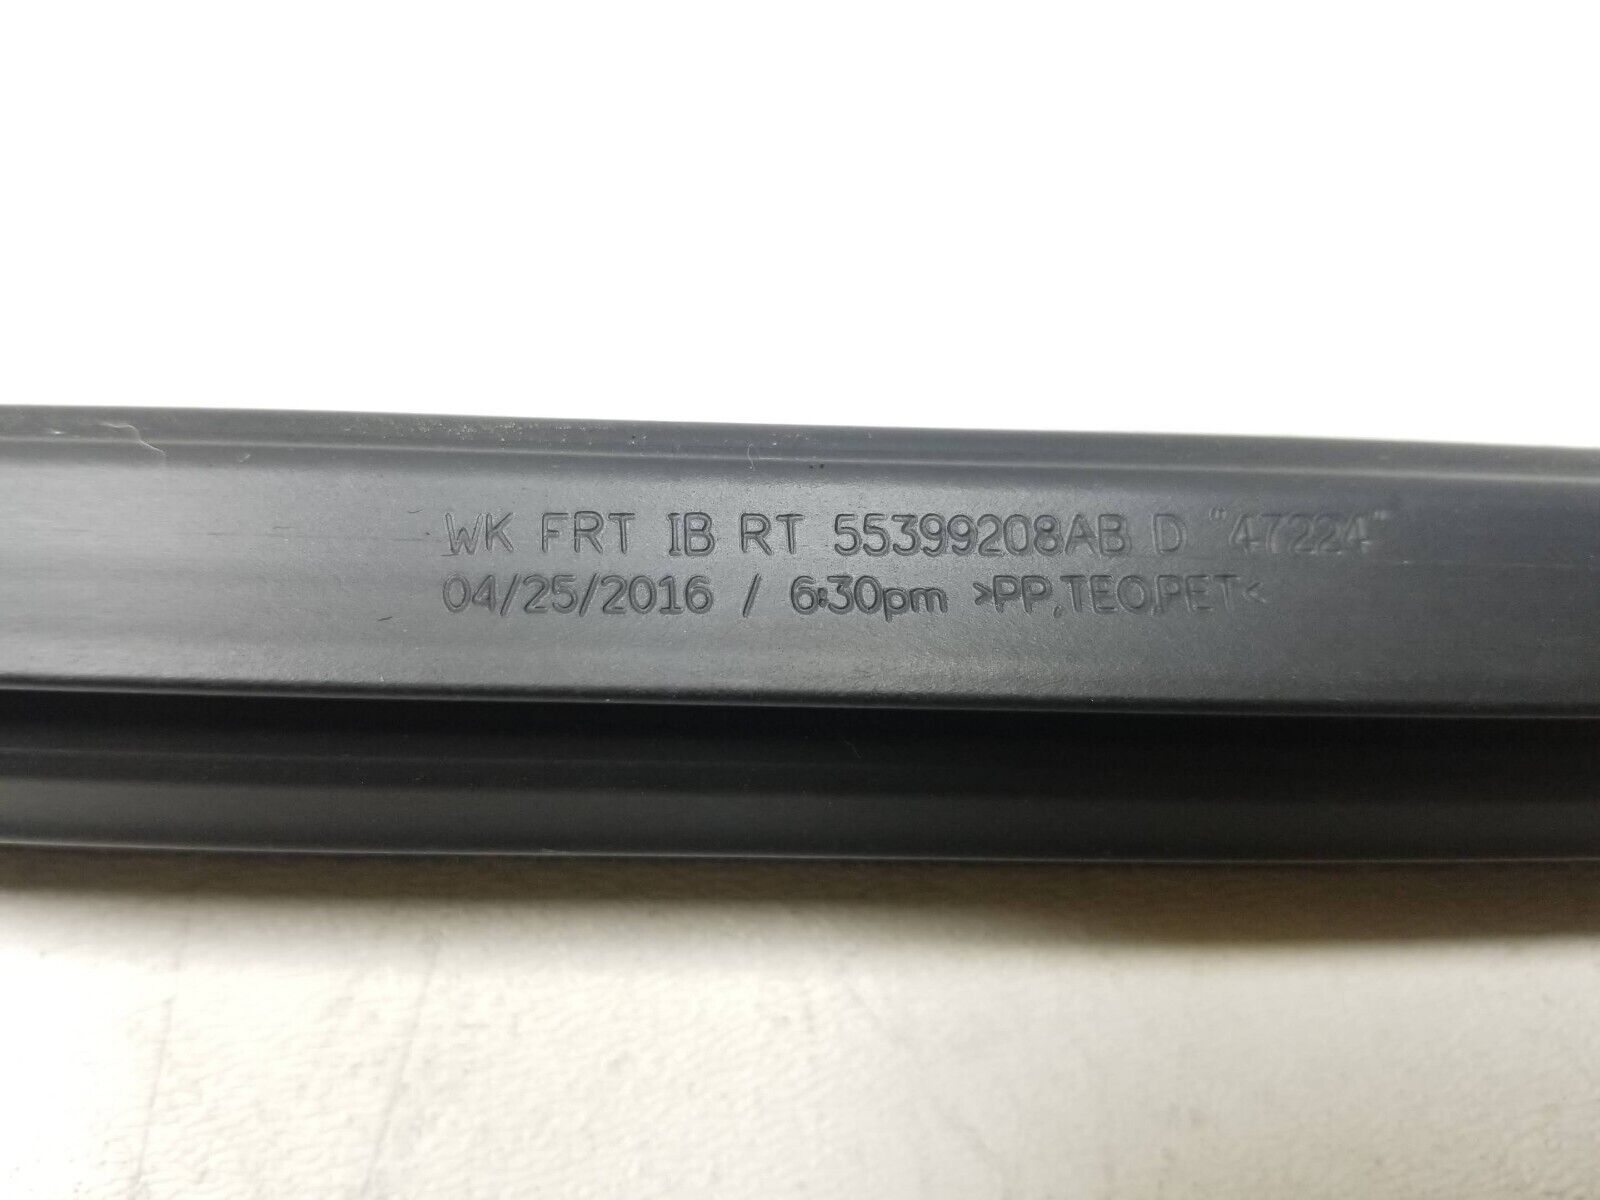 WK FRT IB RT 55399208AB D "47224"
04/25/2016 / 6:30pm >PP,TEO,PET<